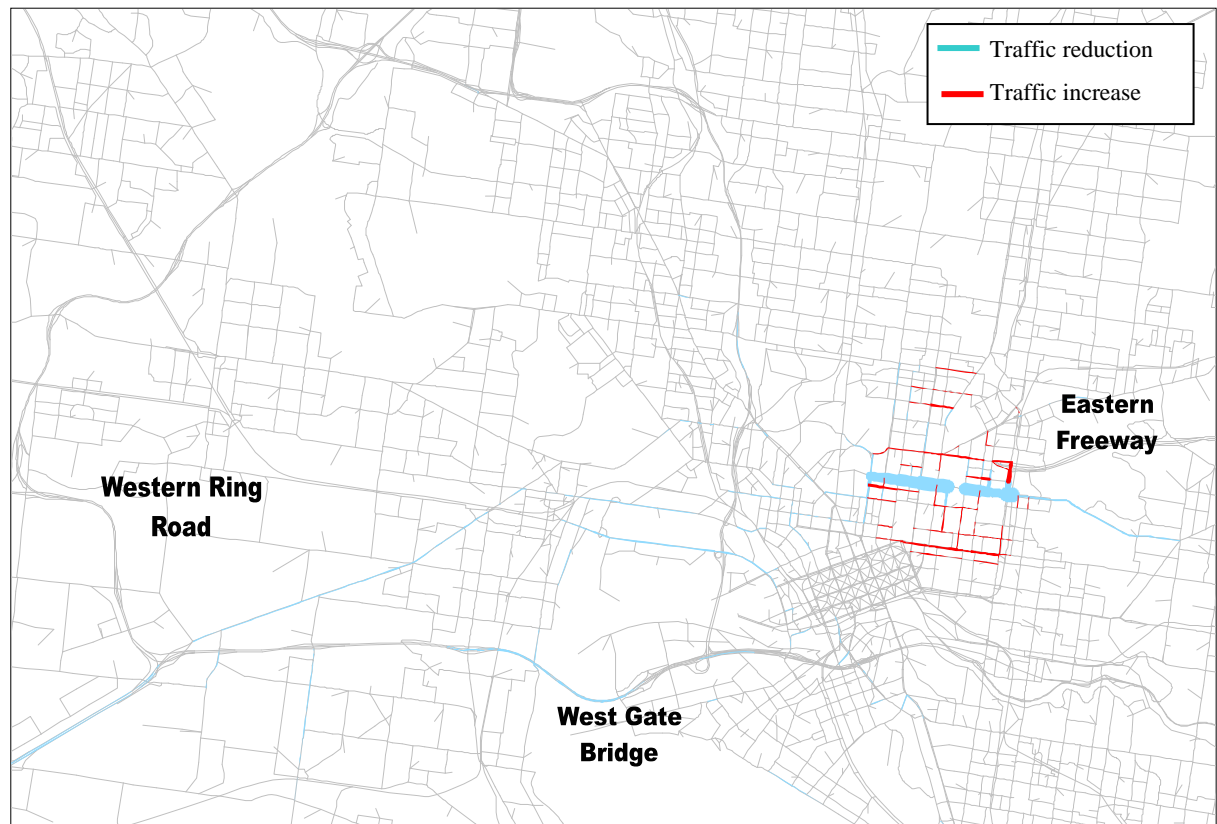 Traffic reduction
Traffic increase
Eastern
Freeway
Western Ring
Road
West Gate
Bridge